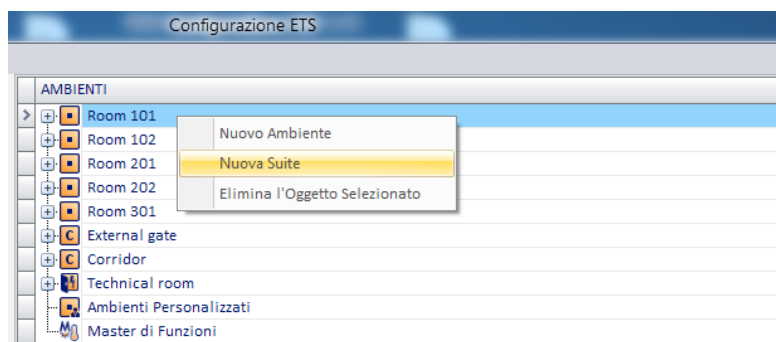 Configurazione ETS
AMBIENTI
Room 101
Room 102
Room 201
Room 202
Room 301
External gate
Corridor
Technical room
Ambienti Personalizzati
Master di Funzioni
Nuovo Ambiente
Nuova Suite
Elimina l'Oggetto Selezionato